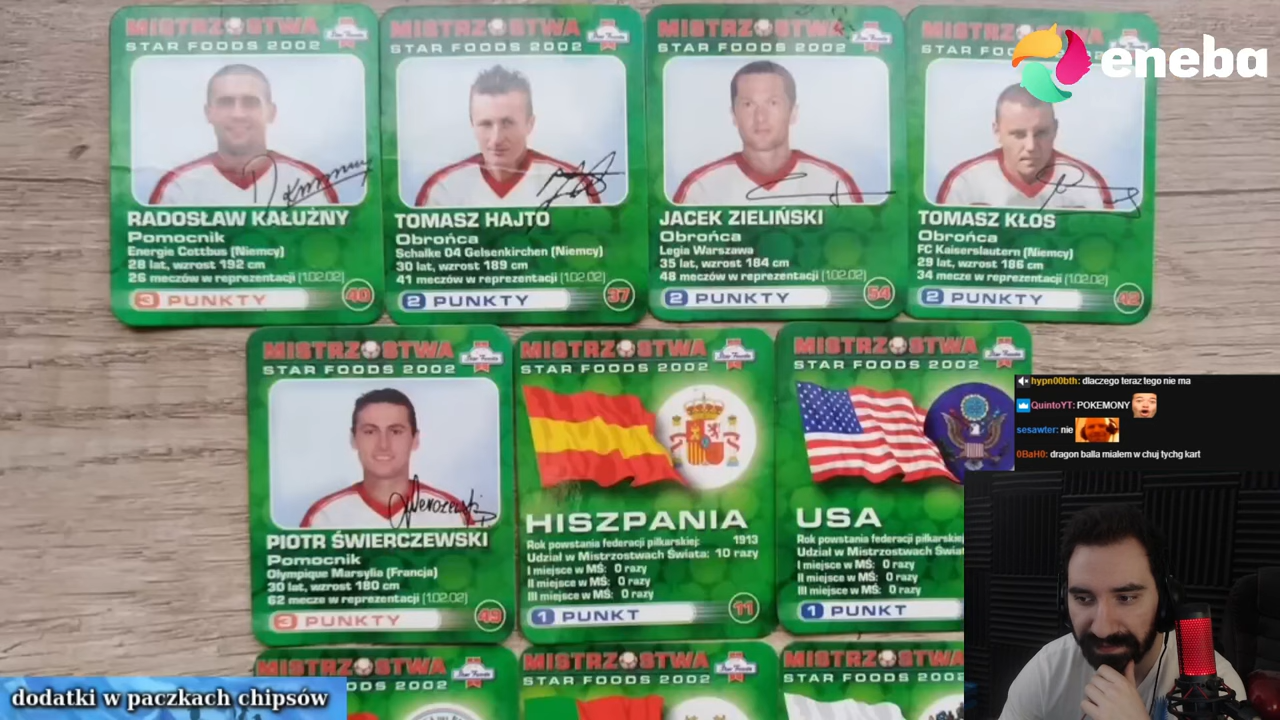 MISTRZOSTWA
STAR FOODS 2002
RADOSŁAW KAŁUŻNY
Pomocnik
Energie Cottbus (Niemcy)
28 lat, wzrost 192 cm
26 meczów w reprezentacji (1.02.02)
3 PUNKTY
40
MISTRZOSTWA
STAR FOODS 2002
TOMASZ HAJTO
Obrońca
Schalke 04 Gelsenkirchen (Niemcy)
30 lat, wzrost 189 cm
41 meczów w reprezentacji (1.02.02)
2 PUNKTY
37
MISTRZOSTWA
STAR FOODS 2002
JACEK ZIELIŃSKI
Obrońca
Legia Warszawa
35 lat, wzrost 184 cm
48 meczów w reprezentacji (1.02.02)
2 PUNKTY
54
MISTRZOSTWA
STAR FOODS
TOMASZ KŁOS
Obrońca
FC Kaiserslautern (Niemcy)
29 lat, wzrost 186 cm
34 mecze w reprezentacji (1.02.02)
2 PUNKTY
42
eneba
MISTRZOSTWA
STAR FOODS 2002
PIOTR ŚWIERCZEWSKI
Pomocnik
Olympique Marsylia (Francja)
30 lat, wzrost 180 cm
62 mecze w reprezentacji (1.02.02)
3 PUNKTY
49
MISTRZOSTWA
STAR FOODS 2002
HISZPANIA
Rok powstania federacji piłkarskiej: 1913
Udział w Mistrzostwach Świata: 10 razy
I miejsce w MŚ: 0 razy
II miejsce w MŚ: 0 razy
III miejsce w MŚ: 0 razy
1 PUNKT
11
MISTRZOSTWA
STAR FOODS 2002
USA
Rok powstania federacji piłkarskiej
Udział w Mistrzostwach
I miejsce w MŚ: 0 razy
II miejsce w MŚ: 0 razy
III miejsce w MŚ: 0 razy
1 PUNKT
hypn00bth: dlaczego teraz tego nie ma
QuintoYT: POKEMONY
sesawter: nie
0BaH0: dragon balla mialem w chuj tychg kart
MISTRZOSTWA
2002
MISTRZOSTWA
STAR FOODS 2002
MISTRZOSTWA
STAR FOODS 2002
dodatki w paczkach chipsów